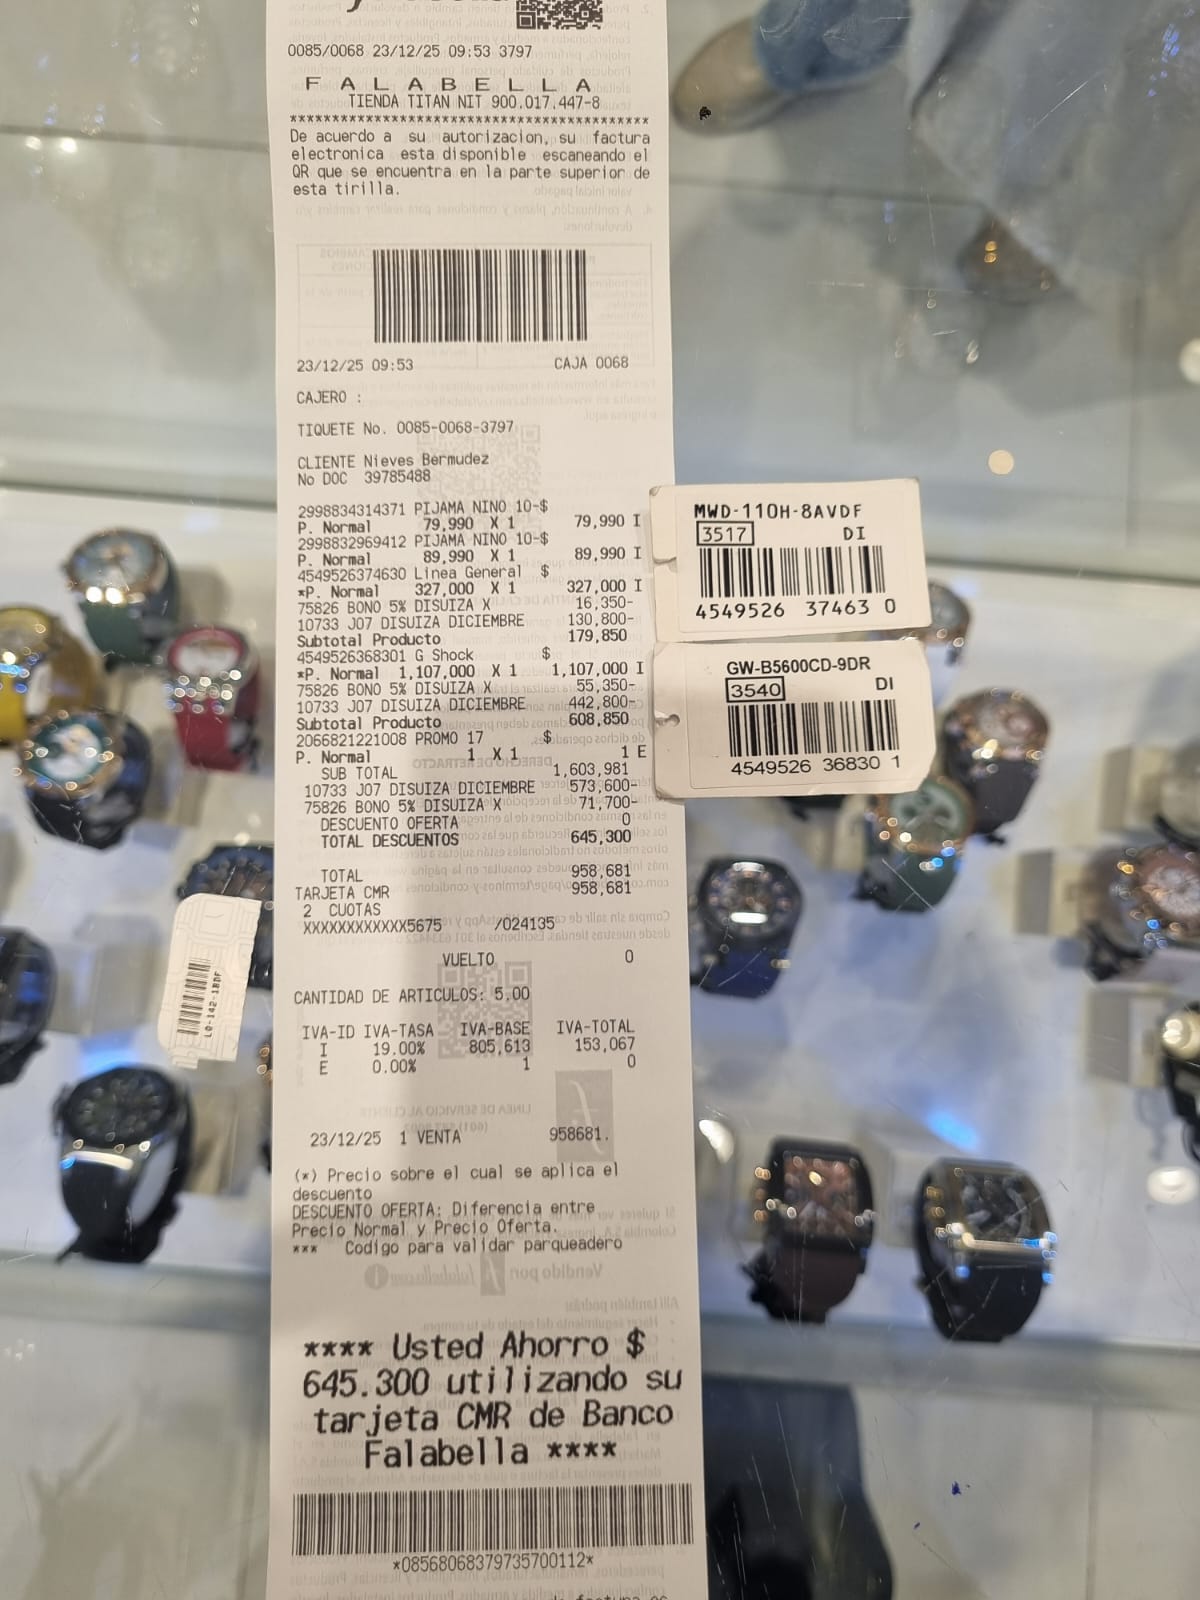 0085/0068 23/12/25 09:53 3797
F A L A B E L L A
TIENDA TITAN NIT 900.017.447-8
******************************************
De acuerdo a su autorizacion, su factura
electronica esta disponible escaneando el
QR que se encuentra en la parte superior de
esta tirilla.
23/12/25 09:53 CAJA 0068
CAJERO :
TIQUETE No. 0085-0068-3797
CLIENTE Nieves Bermudez
No DOC 39785488
2998834314371 PIJAMA NINO 10-$
P. Normal 79,990 X 1 79,990 I
2998832969412 PIJAMA NINO 10-$
P. Normal 89,990 X 1 89,990 I
4549526374630 Linea General $
*P. Normal 327,000 X 1 327,000 I
75826 BONO 5% DISUIZA X 16,350-
10733 J07 DISUIZA DICIEMBRE 130,800-
Subtotal Producto 179,850
4549526368301 G Shock $
*P. Normal 1,107,000 X 1 1,107,000 I
75826 BONO 5% DISUIZA X 55,350-
10733 J07 DISUIZA DICIEMBRE 442,800-
Subtotal Producto 608,850
2066821221008 PROMO 17 $
P. Normal 1 X 1 1 E
SUB TOTAL 1,603,981
10733 J07 DISUIZA DICIEMBRE 573,600-
75826 BONO 5% DISUIZA X 71,700-
DESCUENTO OFERTA 0
TOTAL DESCUENTOS 645,300
TOTAL 958,681
TARJETA CMR 958,681
2 CUOTAS
XXXXXXXXXXXX5675 /024135
VUELTO 0
CANTIDAD DE ARTICULOS: 5.00
IVA-ID IVA-TASA IVA-BASE IVA-TOTAL
I 19.00% 805,613 153,067
E 0.00% 1 0
23/12/25 1 VENTA 958681.
(*) Precio sobre el cual se aplica el
descuento
DESCUENTO OFERTA: Diferencia entre
Precio Normal y Precio Oferta.
*** Codigo para validar parqueadero
**** Usted Ahorro $
645.300 utilizando su
tarjeta CMR de Banco
Falabella ****
*08568068379735700112*
MWD-110H-8AVDF
3517 DI
4549526 37463 0
GW-B5600CD-9DR
3540 DI
4549526 36830 1
LQ-142-1BDF